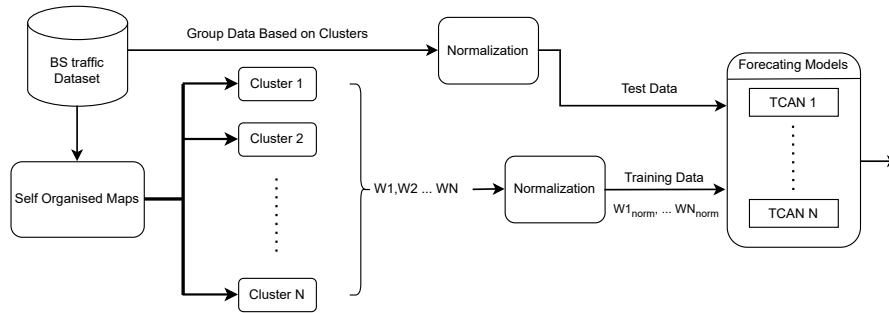 BS traffic
Dataset
Group Data Based on Clusters
Normalization
Test Data
Forecating Models
TCAN 1
TCAN N
Self Organised Maps
Cluster 1
Cluster 2
Cluster N
W1,W2 ... WN
Normalization
Training Data
W1norm, ... WNnorm